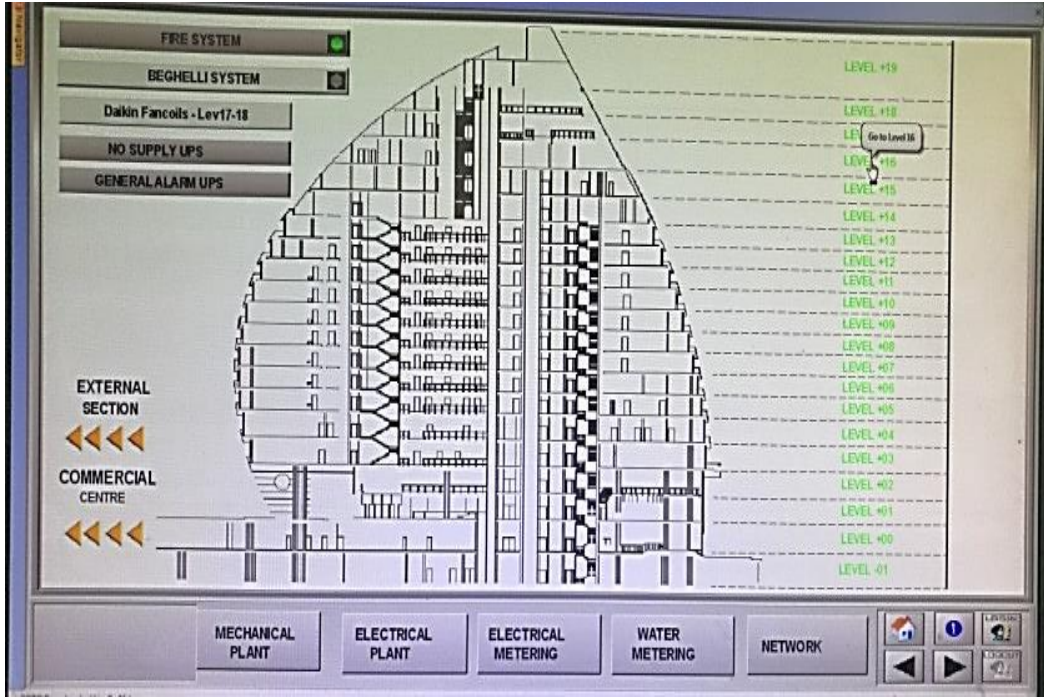 Navigator
FIRE SYSTEM
BEGHELLI SYSTEM
Daikin Fancoils - Lev17-18
NO SUPPLY UPS
GENERAL ALARM UPS
EXTERNAL
SECTION
COMMERCIAL
CENTRE
LEVEL +19
LEVEL +18
LEV
Go to Level 16
LEVEL +16
LEVEL +15
LEVEL +14
LEVEL +13
LEVEL +12
LEVEL +11
LEVEL +10
LEVEL +09
LEVEL +08
LEVEL +07
LEVEL +06
LEVEL +05
LEVEL +04
LEVEL +03
LEVEL +02
LEVEL +01
LEVEL +00
LEVEL -01
MECHANICAL
PLANT
ELECTRICAL
PLANT
ELECTRICAL
METERING
WATER
METERING
NETWORK